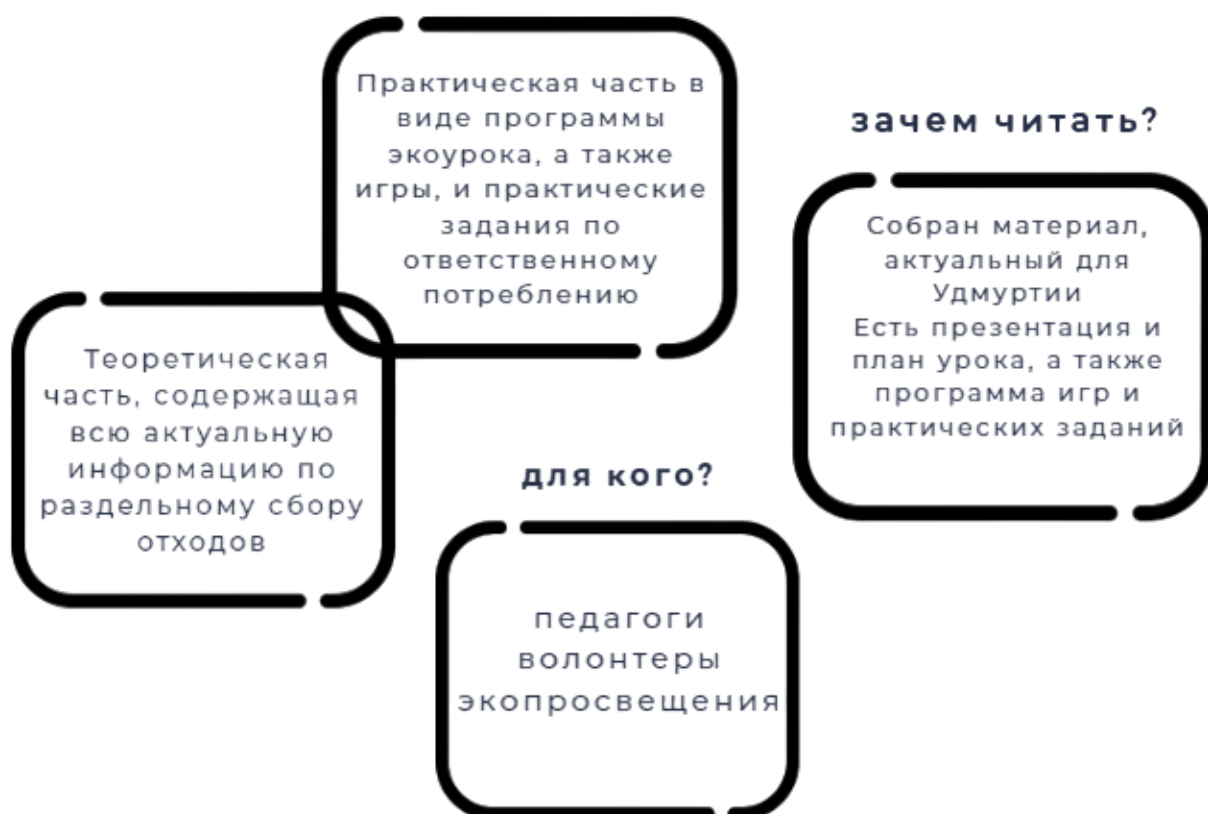 Практическая часть в
виде программы
экоурока, а также
игры, и практические
задания по
ответственному
потреблению
зачем читать?
Собран материал,
актуальный для
Удмуртии
Есть презентация и
план урока, а также
программа игр и
практических заданий
Теоретическая
часть, содержащая
всю актуальную
информацию по
раздельному сбору
отходов
для кого?
педагоги
волонтеры
экопросвещения